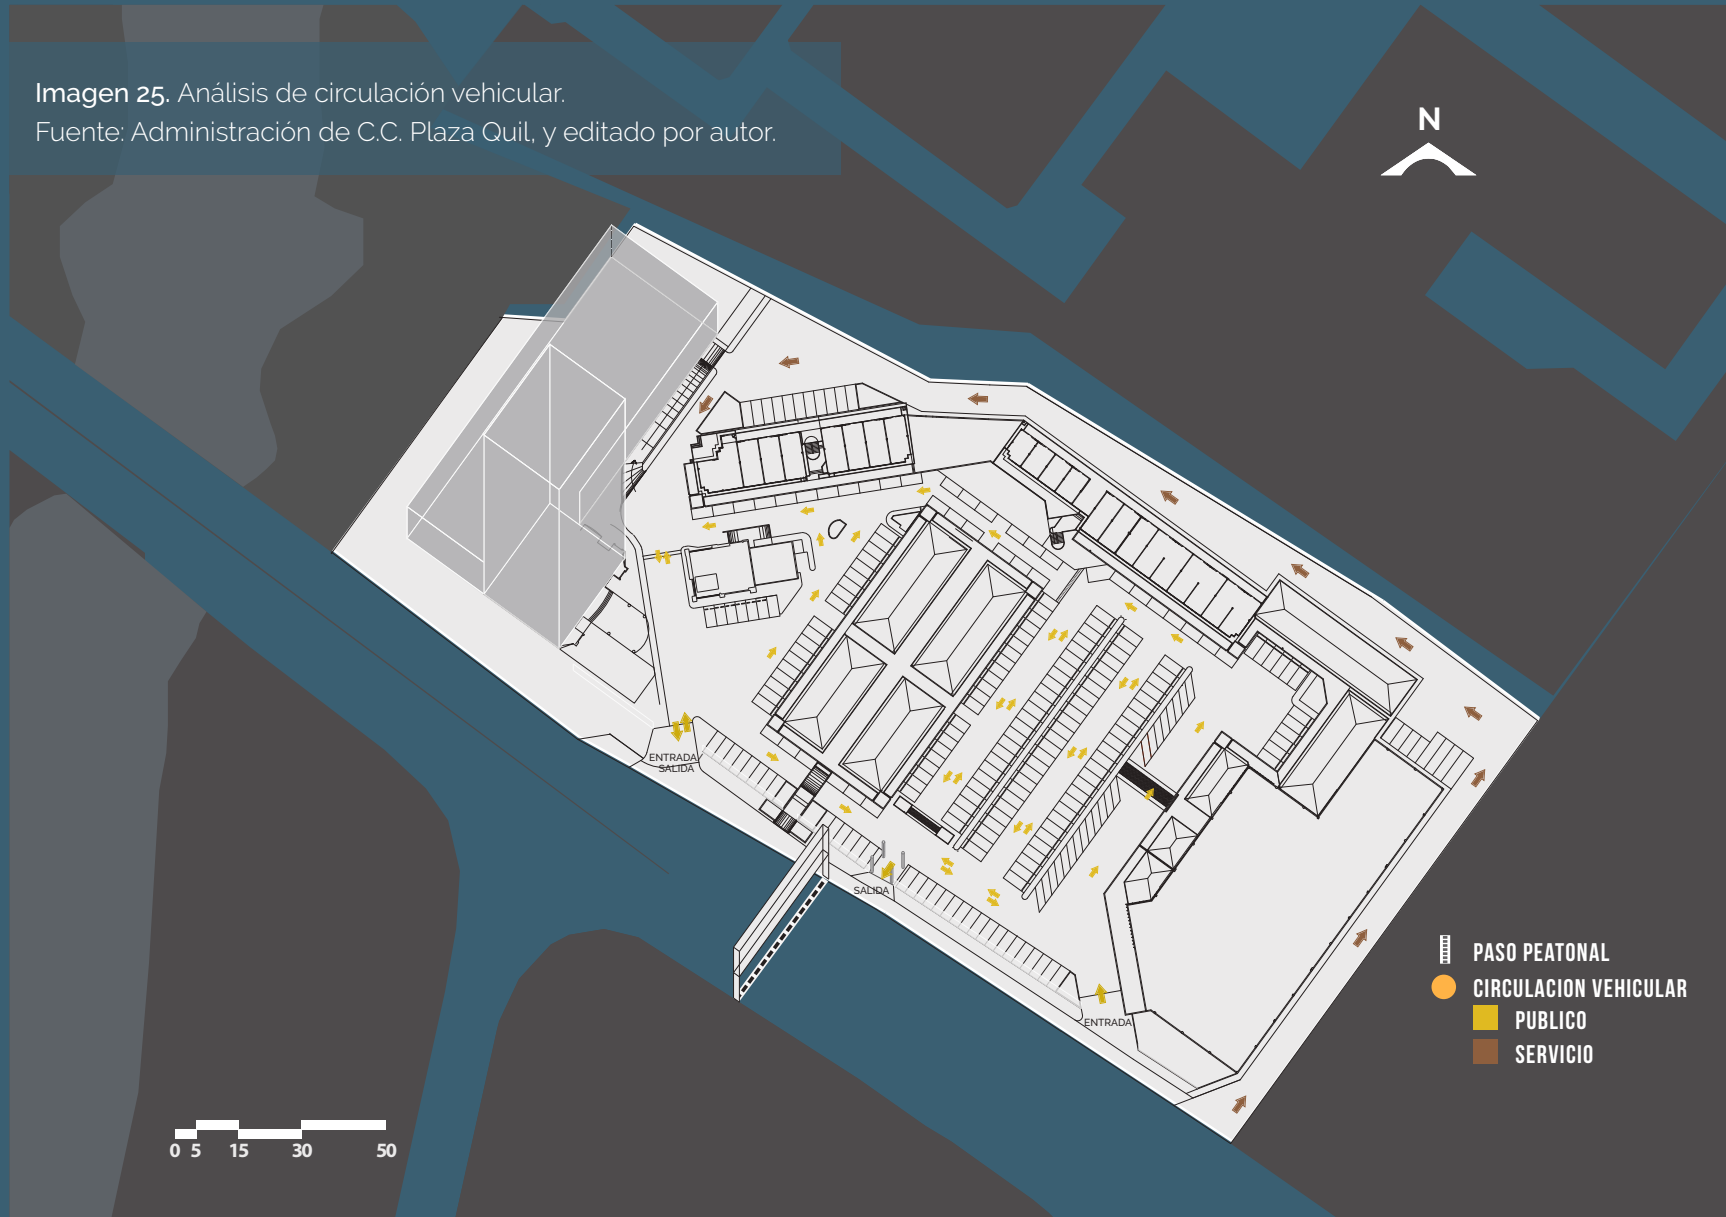 Imagen 25. Análisis de circulación vehicular.
Fuente: Administración de C.C. Plaza Quil, y editado por autor.
N
ENTRADA/
SALIDA
SALIDA
ENTRADA
PASO PEATONAL
CIRCULACION VEHICULAR
PUBLICO
SERVICIO
0 5 15 30 50